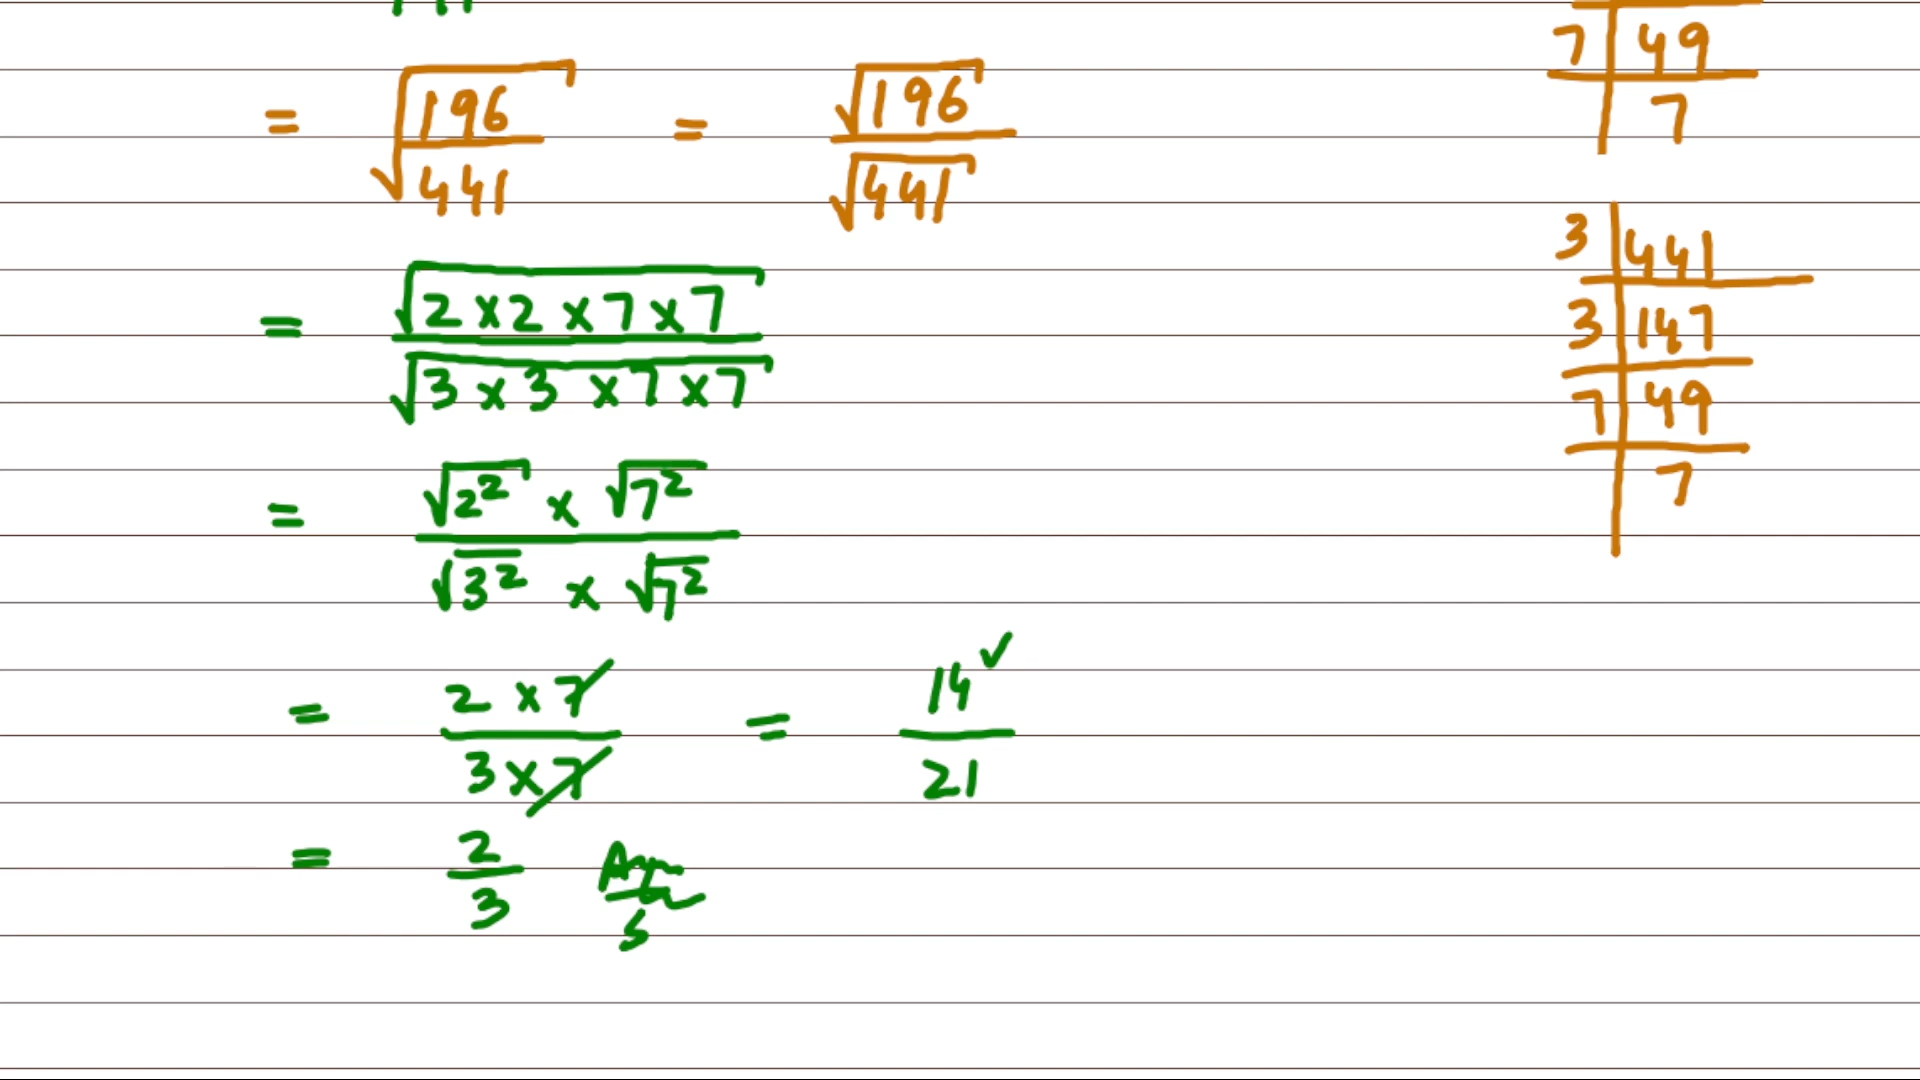 = √(196/441) = √196/√441
= √(2 × 2 × 7 × 7)/√(3 × 3 × 7 × 7)
= (√2² × √7²)/(√3² × √7²)
= (2 × 7)/(3 × 7) = 14/21 ✓
= 2/3
7 | 49
7
3 | 441
3 | 147
7 | 49
7